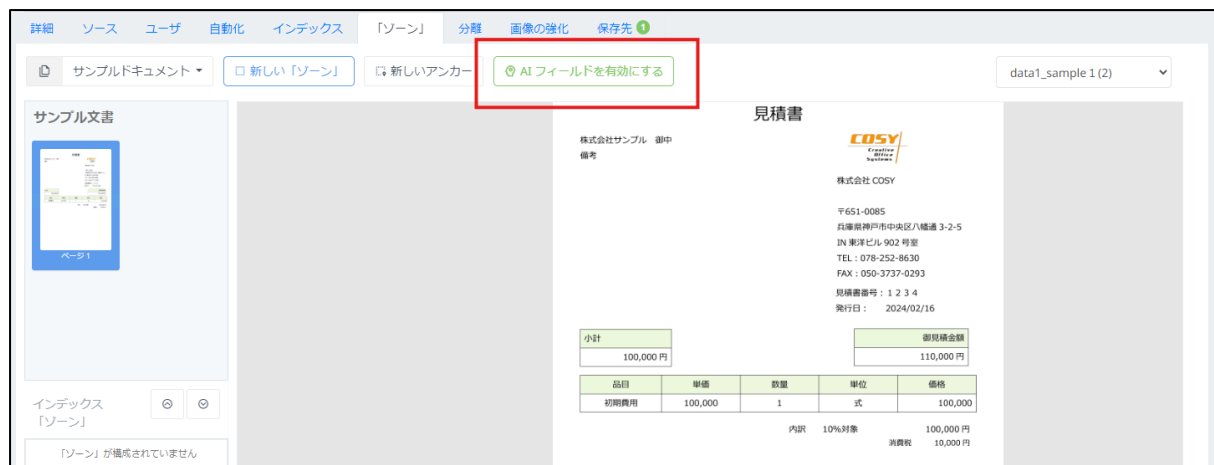 詳細 ソース ユーザ 自動化 インデックス 「ゾーン」 分離 画像の強化 保存先 1
サンプルドキュメント 新しい「ゾーン」 新しいアンカー AI フィールドを有効にする data1_sample 1 (2)
サンプル文書
ページ 1
インデックス
「ゾーン」
「ゾーン」が構成されていません
見積書
株式会社サンプル 御中
備考
COSY
Creative
Office
Systems
株式会社 COSY
〒651-0085
兵庫県神戸市中央区八幡通 3-2-5
IN 東洋ビル 902 号室
TEL：078-252-8630
FAX：050-3737-0293
見積書番号：１２３４
発行日： 2024/02/16
小計 御見積金額
100,000 円 110,000 円
品目 単価 数量 単位 価格
初期費用 100,000 1 式 100,000
内訳 10%対象 100,000 円
消費税 10,000 円